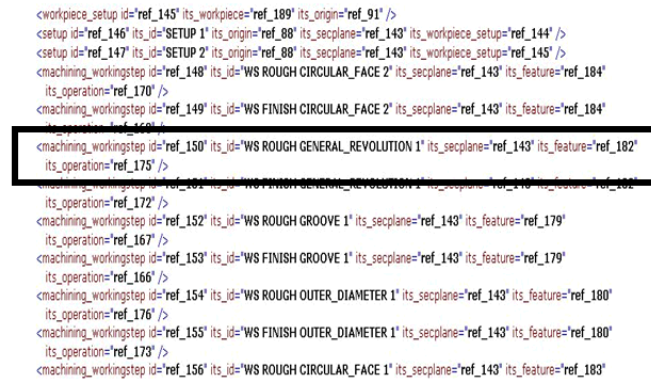 <workpiece_setup id="ref_145" its_workpiece="ref_189" its_origin="ref_91" />
<setup id="ref_146" its_id="SETUP 1" its_origin="ref_88" its_secplane="ref_143" its_workpiece_setup="ref_144" />
<setup id="ref_147" its_id="SETUP 2" its_origin="ref_88" its_secplane="ref_143" its_workpiece_setup="ref_145" />
<machining_workingstep id="ref_148" its_id="WS ROUGH CIRCULAR_FACE 2" its_secplane="ref_143" its_feature="ref_184"
its_operation="ref_170" />
<machining_workingstep id="ref_149" its_id="WS FINISH CIRCULAR_FACE 2" its_secplane="ref_143" its_feature="ref_184"
<machining_workingstep id="ref_150" its_id="WS ROUGH GENERAL_REVOLUTION 1" its_secplane="ref_143" its_feature="ref_182"
its_operation="ref_175" />
its_operation="ref_172" />
<machining_workingstep id="ref_152" its_id="WS ROUGH GROOVE 1" its_secplane="ref_143" its_feature="ref_179"
its_operation="ref_167" />
<machining_workingstep id="ref_153" its_id="WS FINISH GROOVE 1" its_secplane="ref_143" its_feature="ref_179"
its_operation="ref_166" />
<machining_workingstep id="ref_154" its_id="WS ROUGH OUTER_DIAMETER 1" its_secplane="ref_143" its_feature="ref_180"
its_operation="ref_176" />
<machining_workingstep id="ref_155" its_id="WS FINISH OUTER_DIAMETER 1" its_secplane="ref_143" its_feature="ref_180"
its_operation="ref_173" />
<machining_workingstep id="ref_156" its_id="WS ROUGH CIRCULAR_FACE 1" its_secplane="ref_143" its_feature="ref_183"